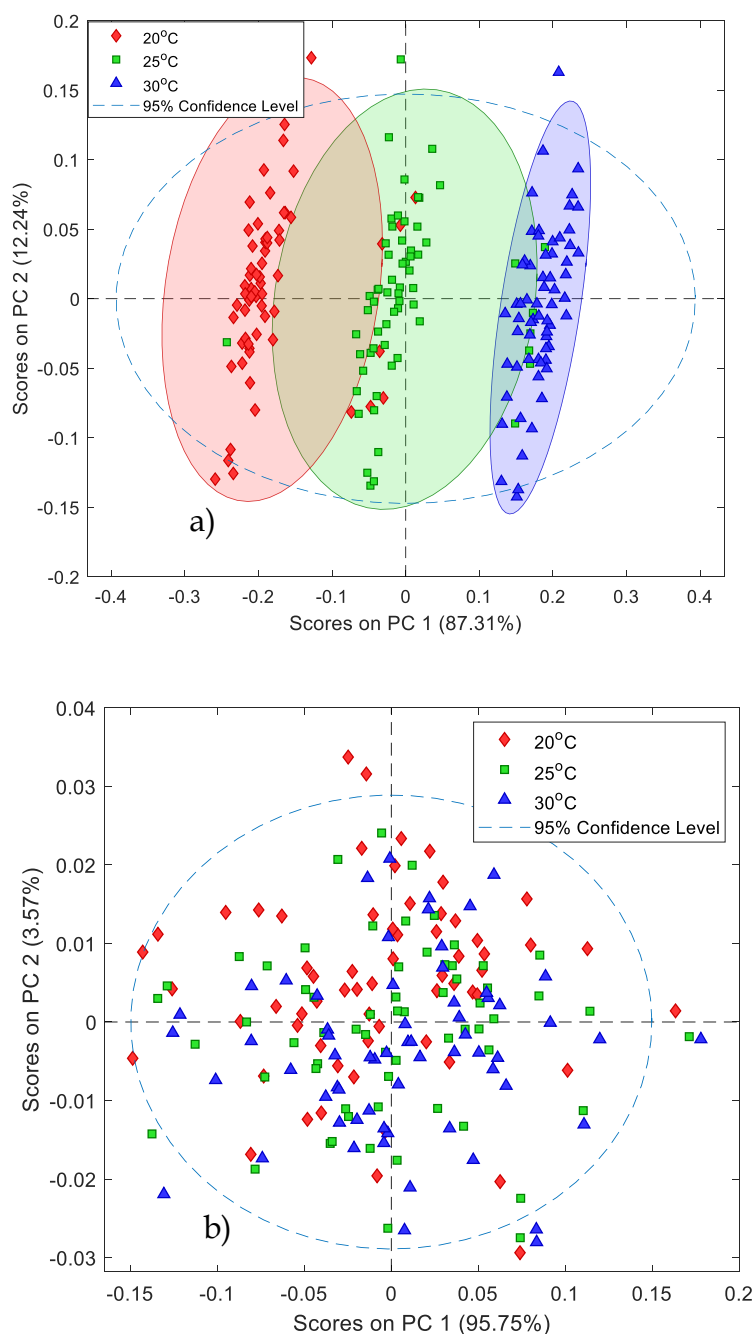 0.2
0.15
0.1
0.05
0
-0.05
-0.1
-0.15
-0.2
Scores on PC 2 (12.24%)
20°C
25°C
30°C
95% Confidence Level
a)
-0.4
-0.3
-0.2
-0.1
0
0.1
0.2
0.3
0.4
Scores on PC 1 (87.31%)
0.04
0.03
0.02
0.01
0
-0.01
-0.02
-0.03
Scores on PC 2 (3.57%)
20°C
25°C
30°C
95% Confidence Level
b)
-0.15
-0.1
-0.05
0
0.05
0.1
0.15
0.2
Scores on PC 1 (95.75%)